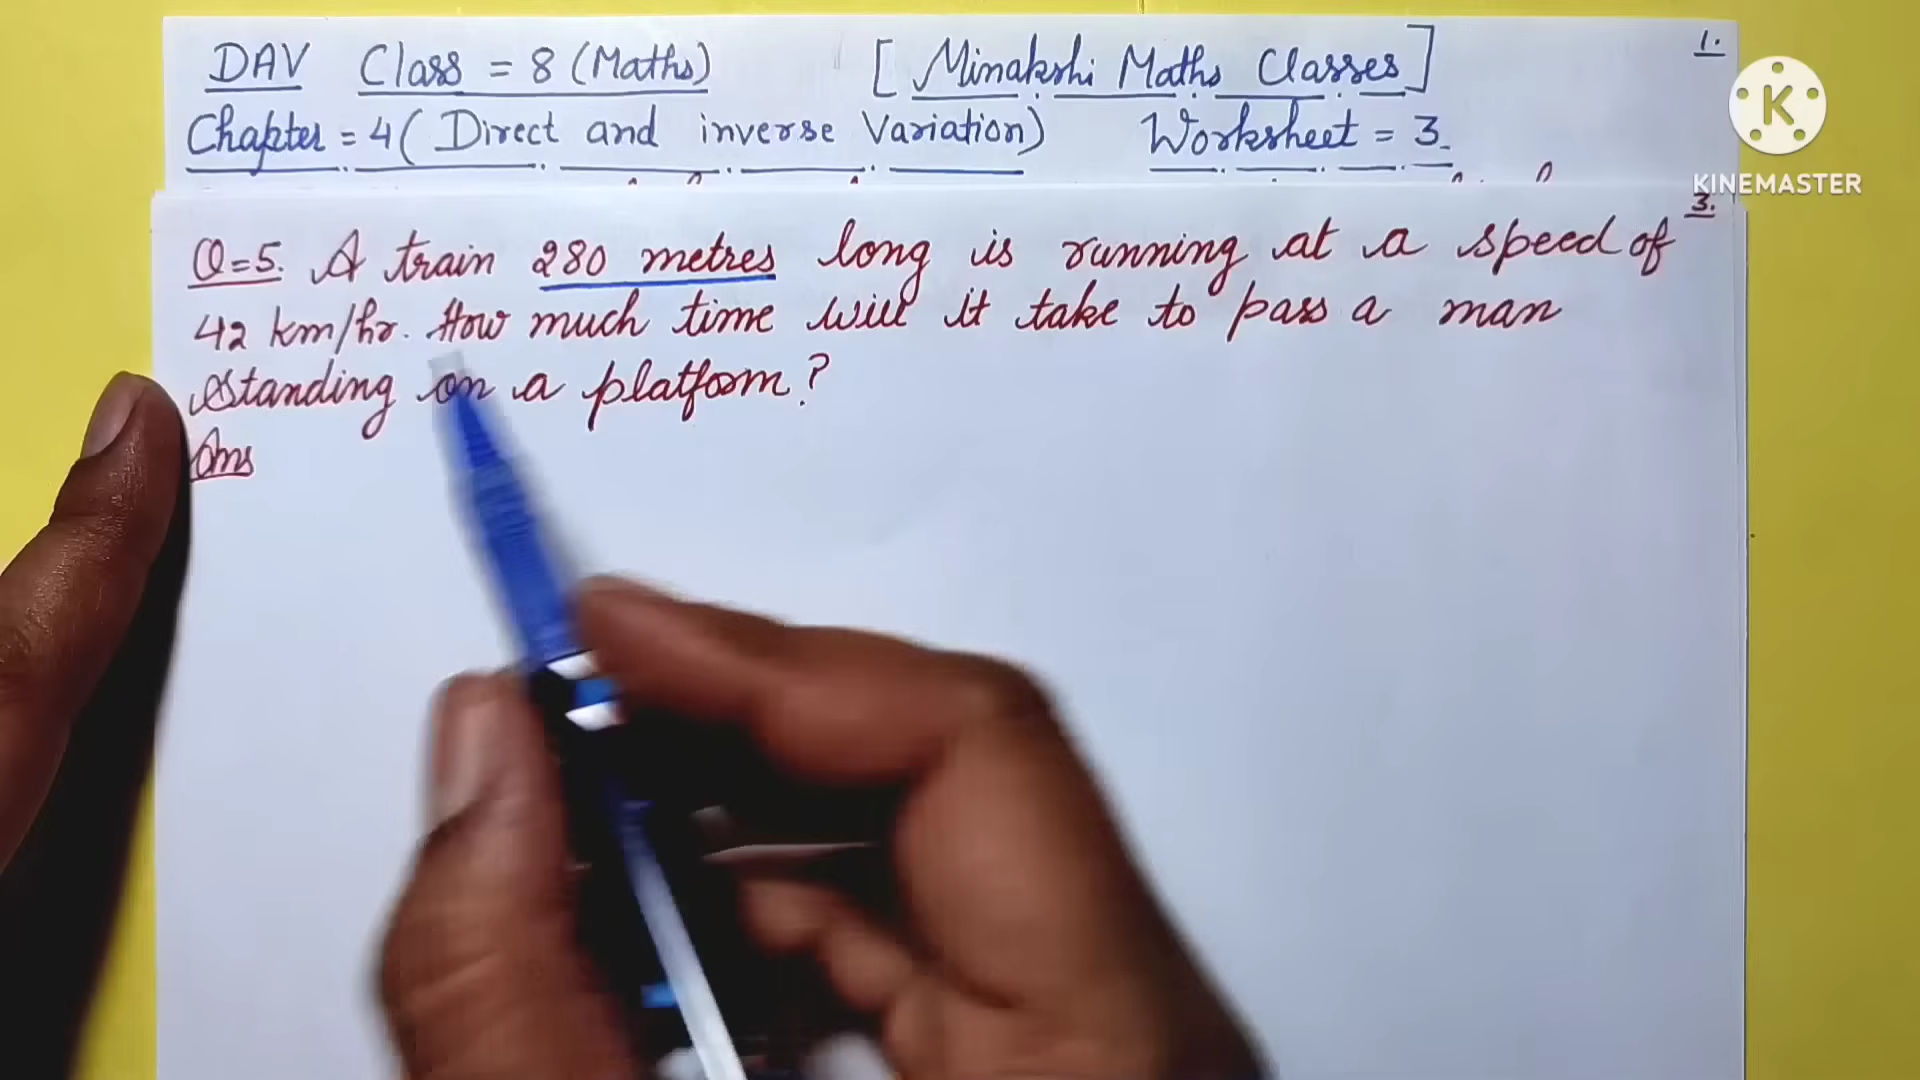 DAV Class = 8 (Maths) [Minakshi Maths Classes] 1.
Chapter = 4 (Direct and inverse Variation) Worksheet = 3.
K
KINEMASTER
3.
Q=5. A train 280 metres long is running at a speed of
42 km/hr. How much time will it take to pass a man
Standing on a platform?
Ans